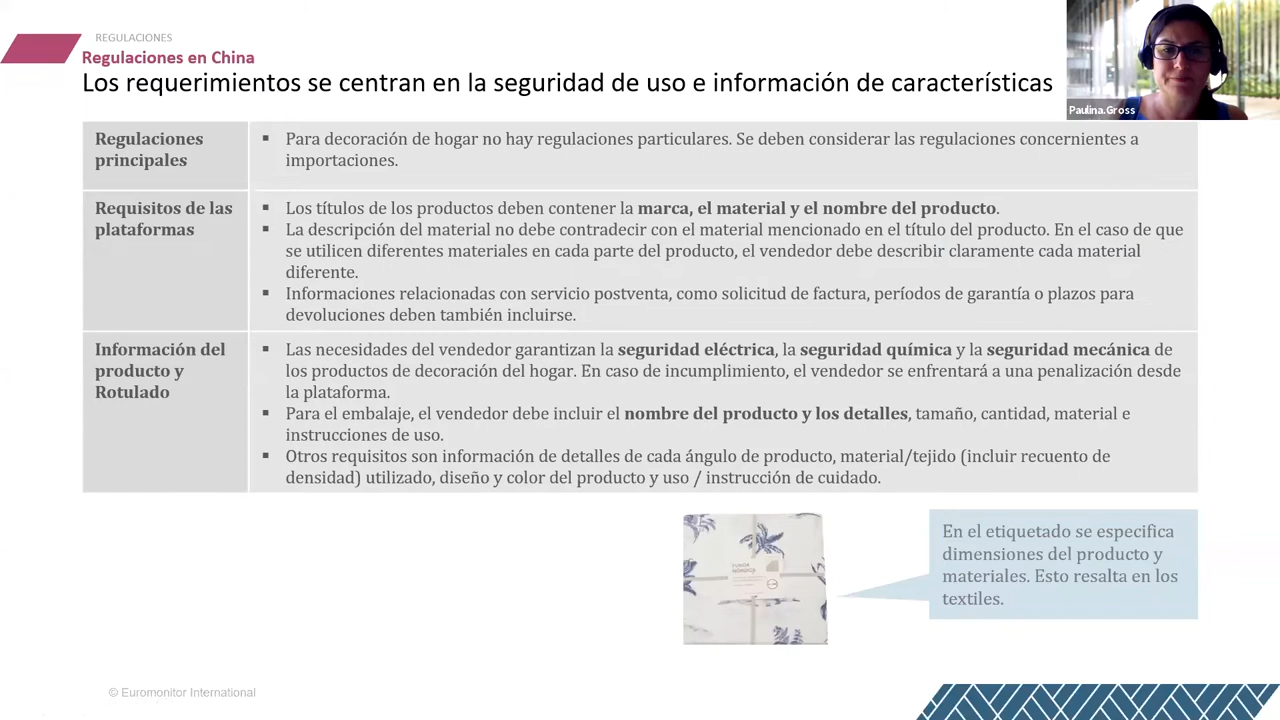 REGULACIONES
Regulaciones en China
Los requerimientos se centran en la seguridad de uso e información de características
Paulina.Gross
Regulaciones
principales
▪ Para decoración de hogar no hay regulaciones particulares. Se deben considerar las regulaciones concernientes a
importaciones.
Requisitos de las
plataformas
▪ Los títulos de los productos deben contener la marca, el material y el nombre del producto.
▪ La descripción del material no debe contradecir con el material mencionado en el título del producto. En el caso de que
se utilicen diferentes materiales en cada parte del producto, el vendedor debe describir claramente cada material
diferente.
▪ Informaciones relacionadas con servicio postventa, como solicitud de factura, períodos de garantía o plazos para
devoluciones deben también incluirse.
Información del
producto y
Rotulado
▪ Las necesidades del vendedor garantizan la seguridad eléctrica, la seguridad química y la seguridad mecánica de
los productos de decoración del hogar. En caso de incumplimiento, el vendedor se enfrentará a una penalización desde
la plataforma.
▪ Para el embalaje, el vendedor debe incluir el nombre del producto y los detalles, tamaño, cantidad, material e
instrucciones de uso.
▪ Otros requisitos son información de detalles de cada ángulo de producto, material/tejido (incluir recuento de
densidad) utilizado, diseño y color del producto y uso / instrucción de cuidado.
FUNDA
NÓRDICA
En el etiquetado se especifica
dimensiones del producto y
materiales. Esto resalta en los
textiles.
© Euromonitor International